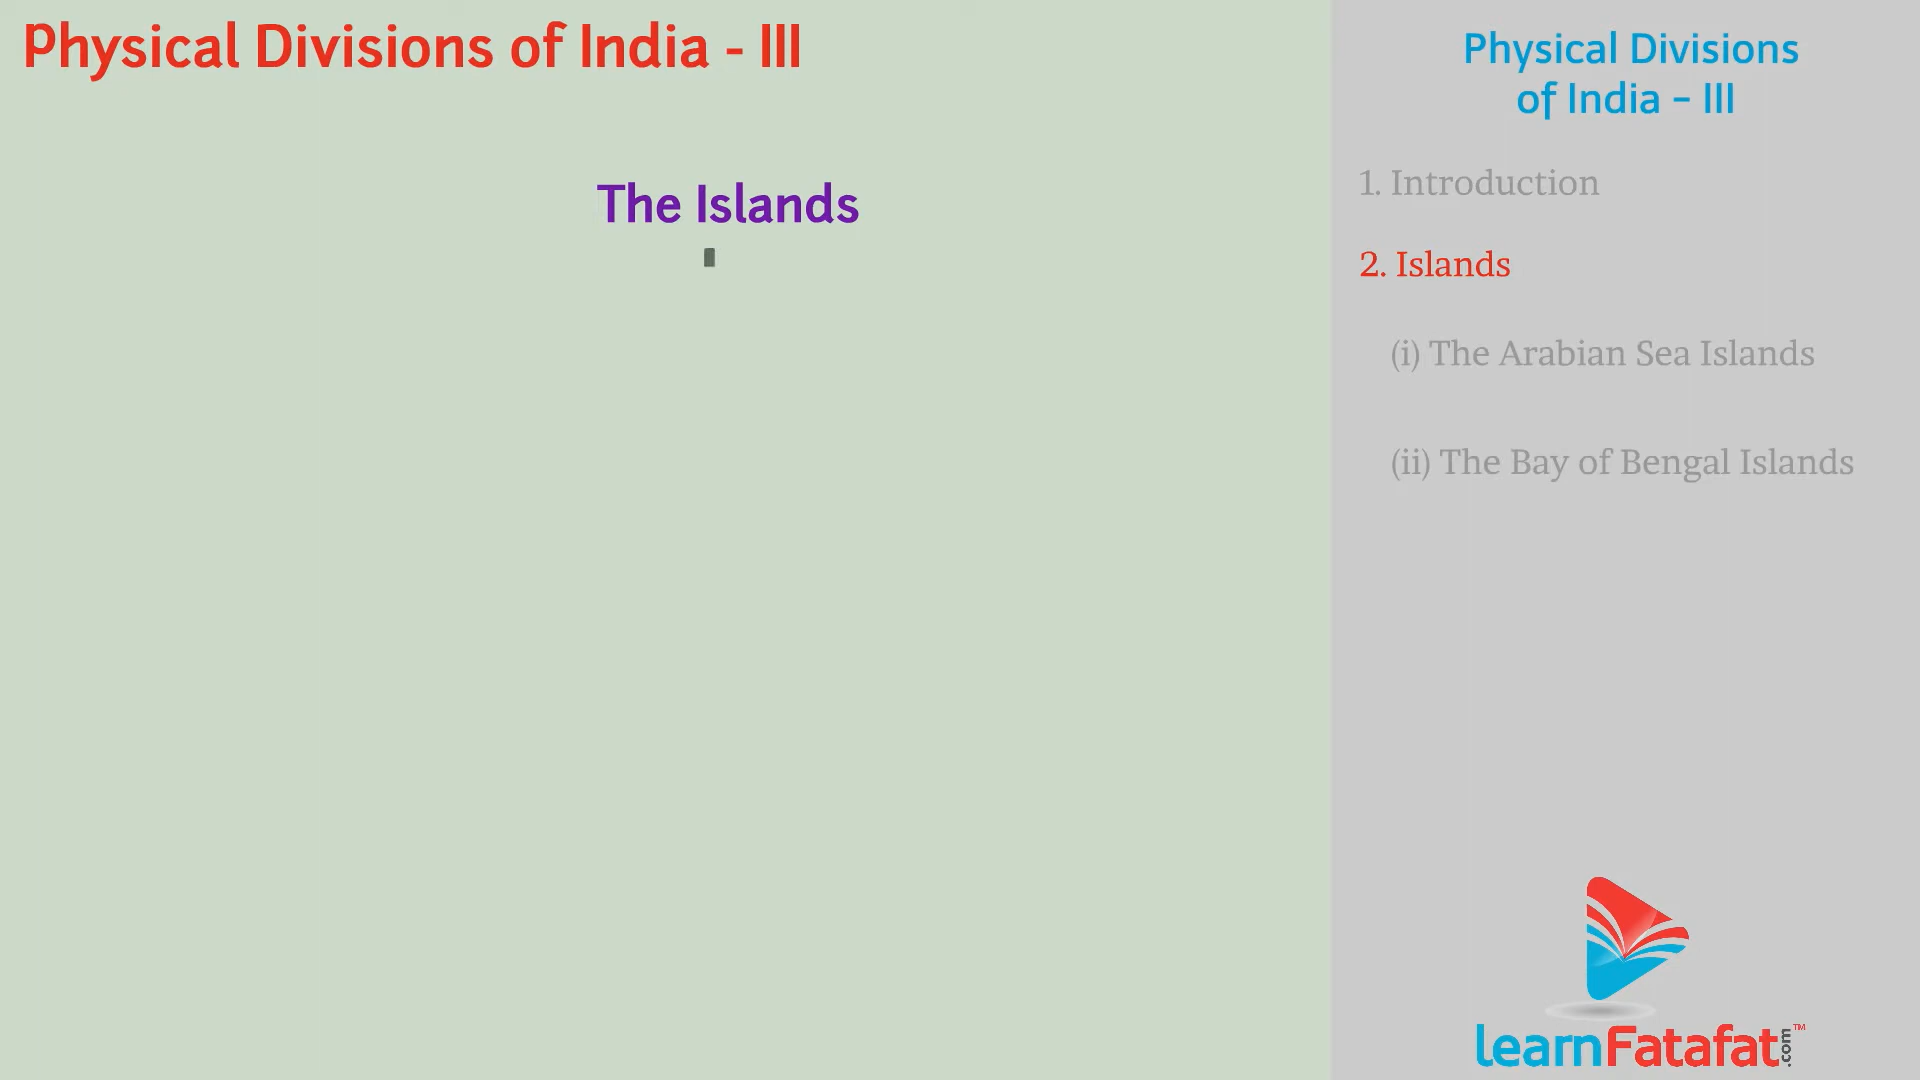 Physical Divisions of India - III
The Islands
Physical Divisions
of India – III
1. Introduction
2. Islands
(i) The Arabian Sea Islands
(ii) The Bay of Bengal Islands
learnFatafat.com™